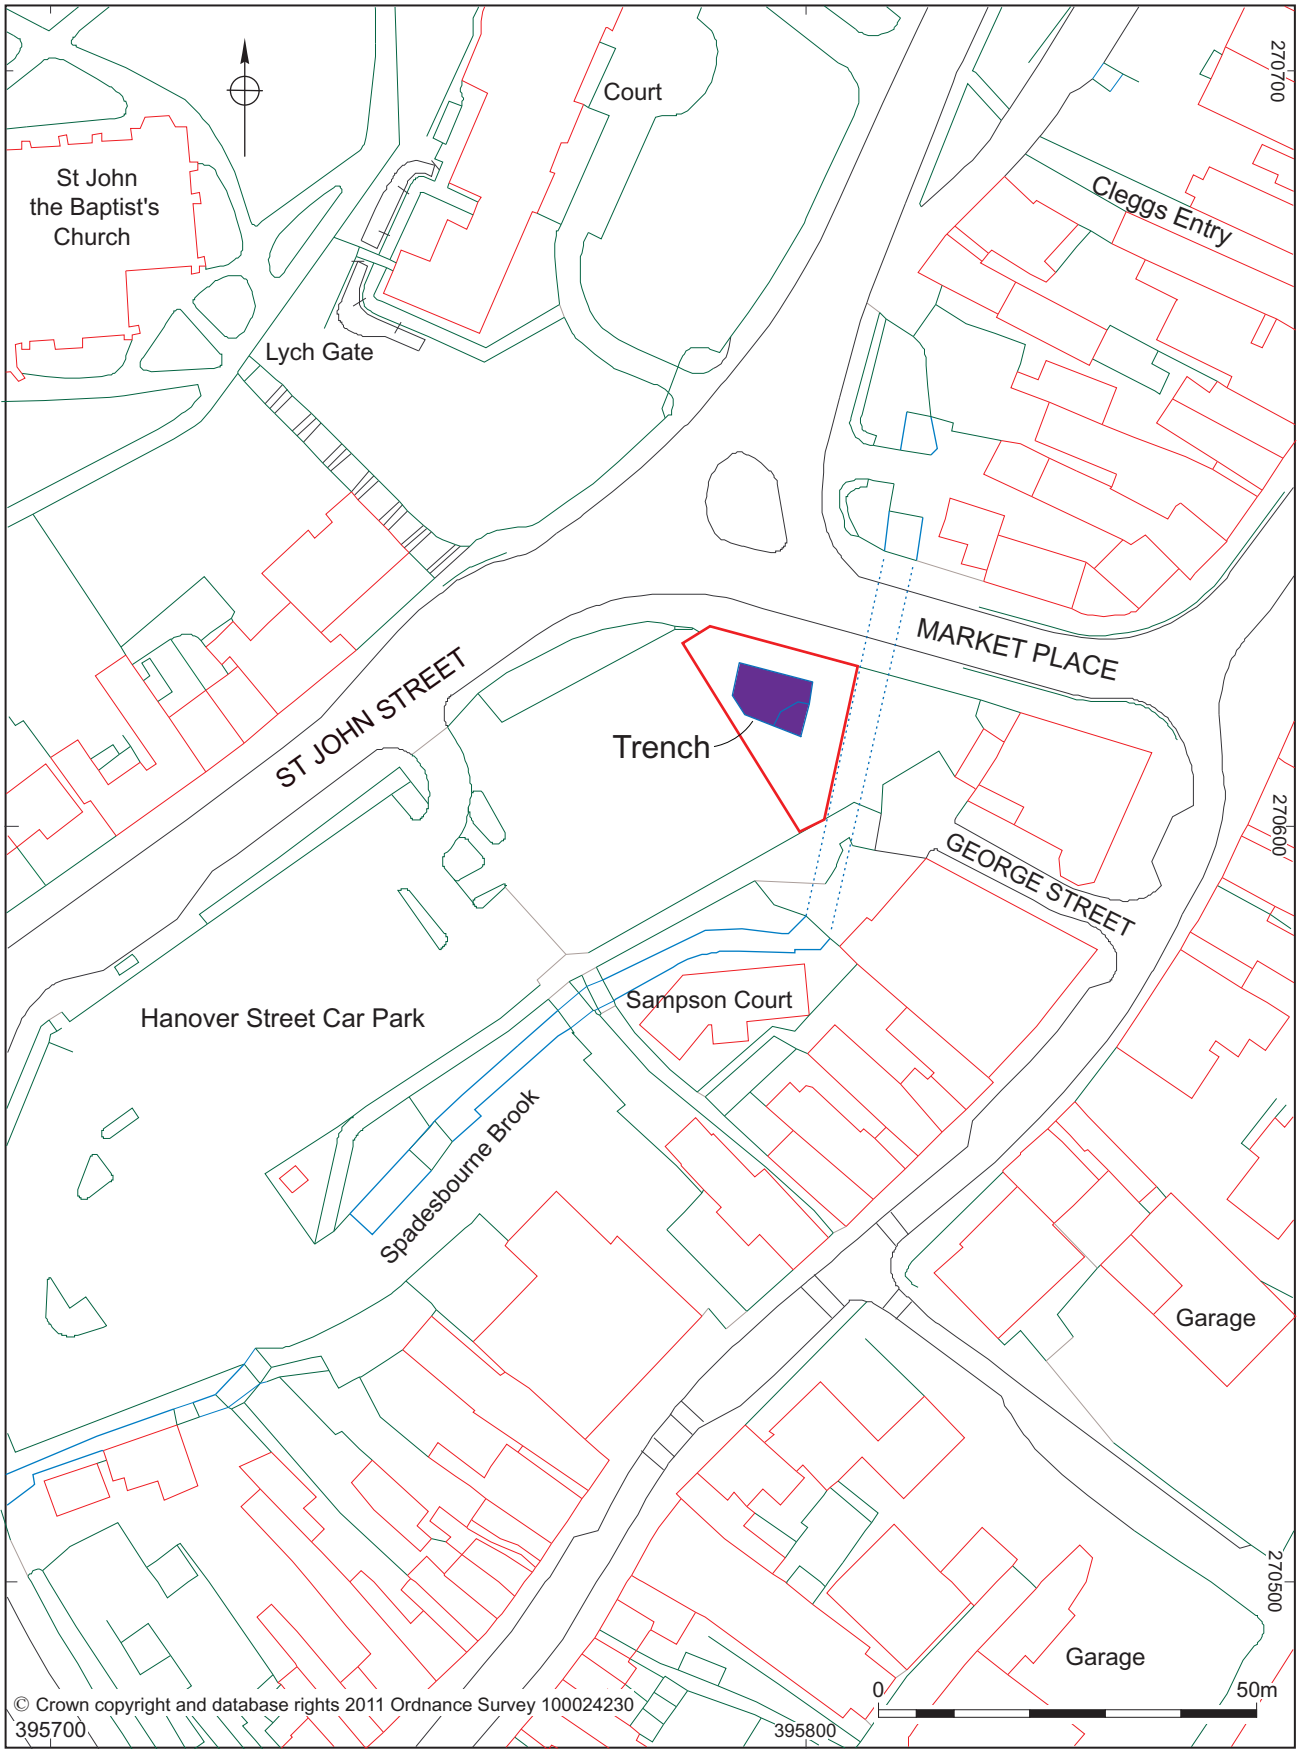 Court
270700
St John
the Baptist's
Church
Cleggs Entry
Lych Gate
MARKET PLACE
ST JOHN STREET
Trench
270600
GEORGE STREET
Sampson Court
Hanover Street Car Park
Spadesbourne Brook
Garage
270500
Garage
© Crown copyright and database rights 2011 Ordnance Survey 100024230
0 50m
395700
395800